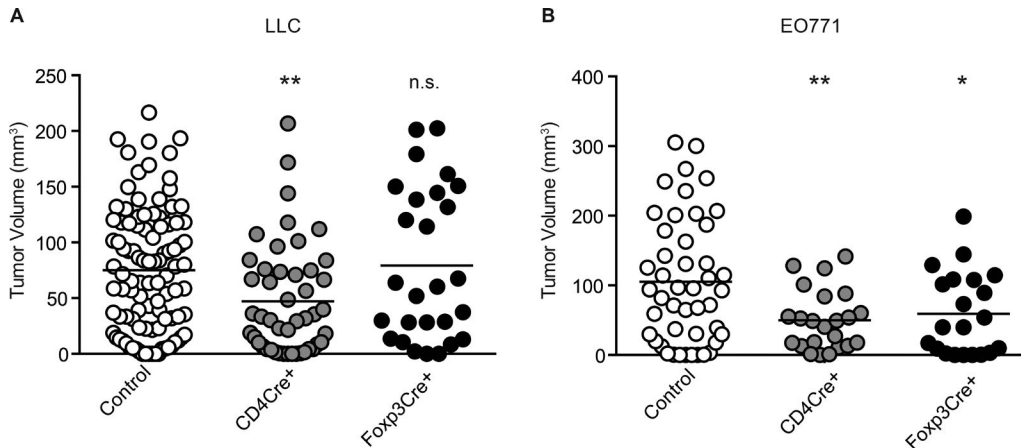 A
LLC
Tumor Volume (mm³)
250
200
150
100
50
0
**
n.s.
Control
CD4Cre+
Foxp3Cre+
B
EO771
Tumor Volume (mm³)
400
300
200
100
0
**
*
Control
CD4Cre+
Foxp3Cre+